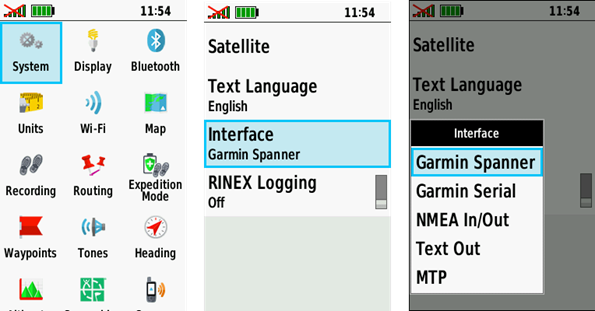 11:54
System
Display
Bluetooth
Units
Wi-Fi
Map
Recording
Routing
Expedition
Mode
Waypoints
Tones
Heading
11:54
Satellite
Text Language
English
Interface
Garmin Spanner
RINEX Logging
Off
11:54
Satellite
Text Language
English
Interface
Garmin Spanner
Garmin Serial
NMEA In/Out
Text Out
MTP